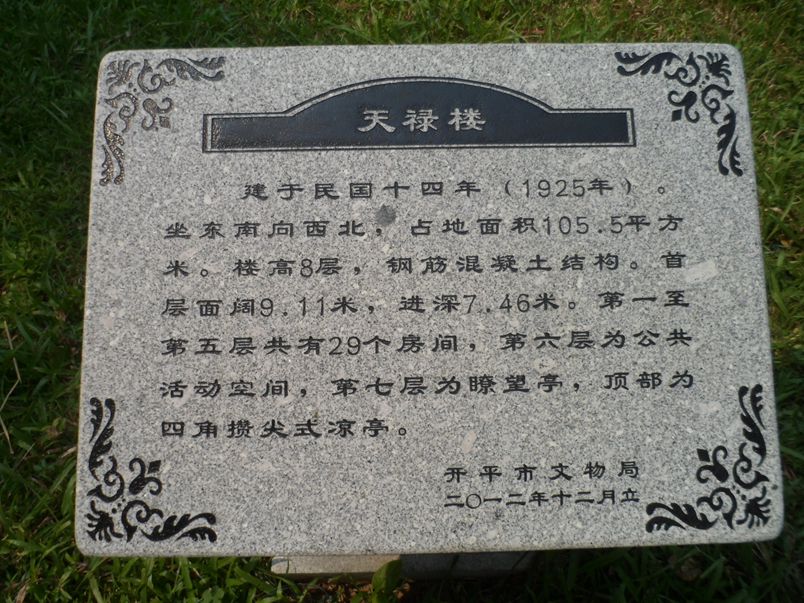 天禄楼
建于民国十四年（1925年）。
坐东南向西北，占地面积105.5平方
米。楼高8层，钢筋混凝土结构。首
层面阔9.11米，进深7.46米。第一至
第五层共有29个房间，第六层为公共
活动空间，第七层为瞭望亭，顶部为
四角攒尖式凉亭。
开平市文物局
二〇一二年十二月立